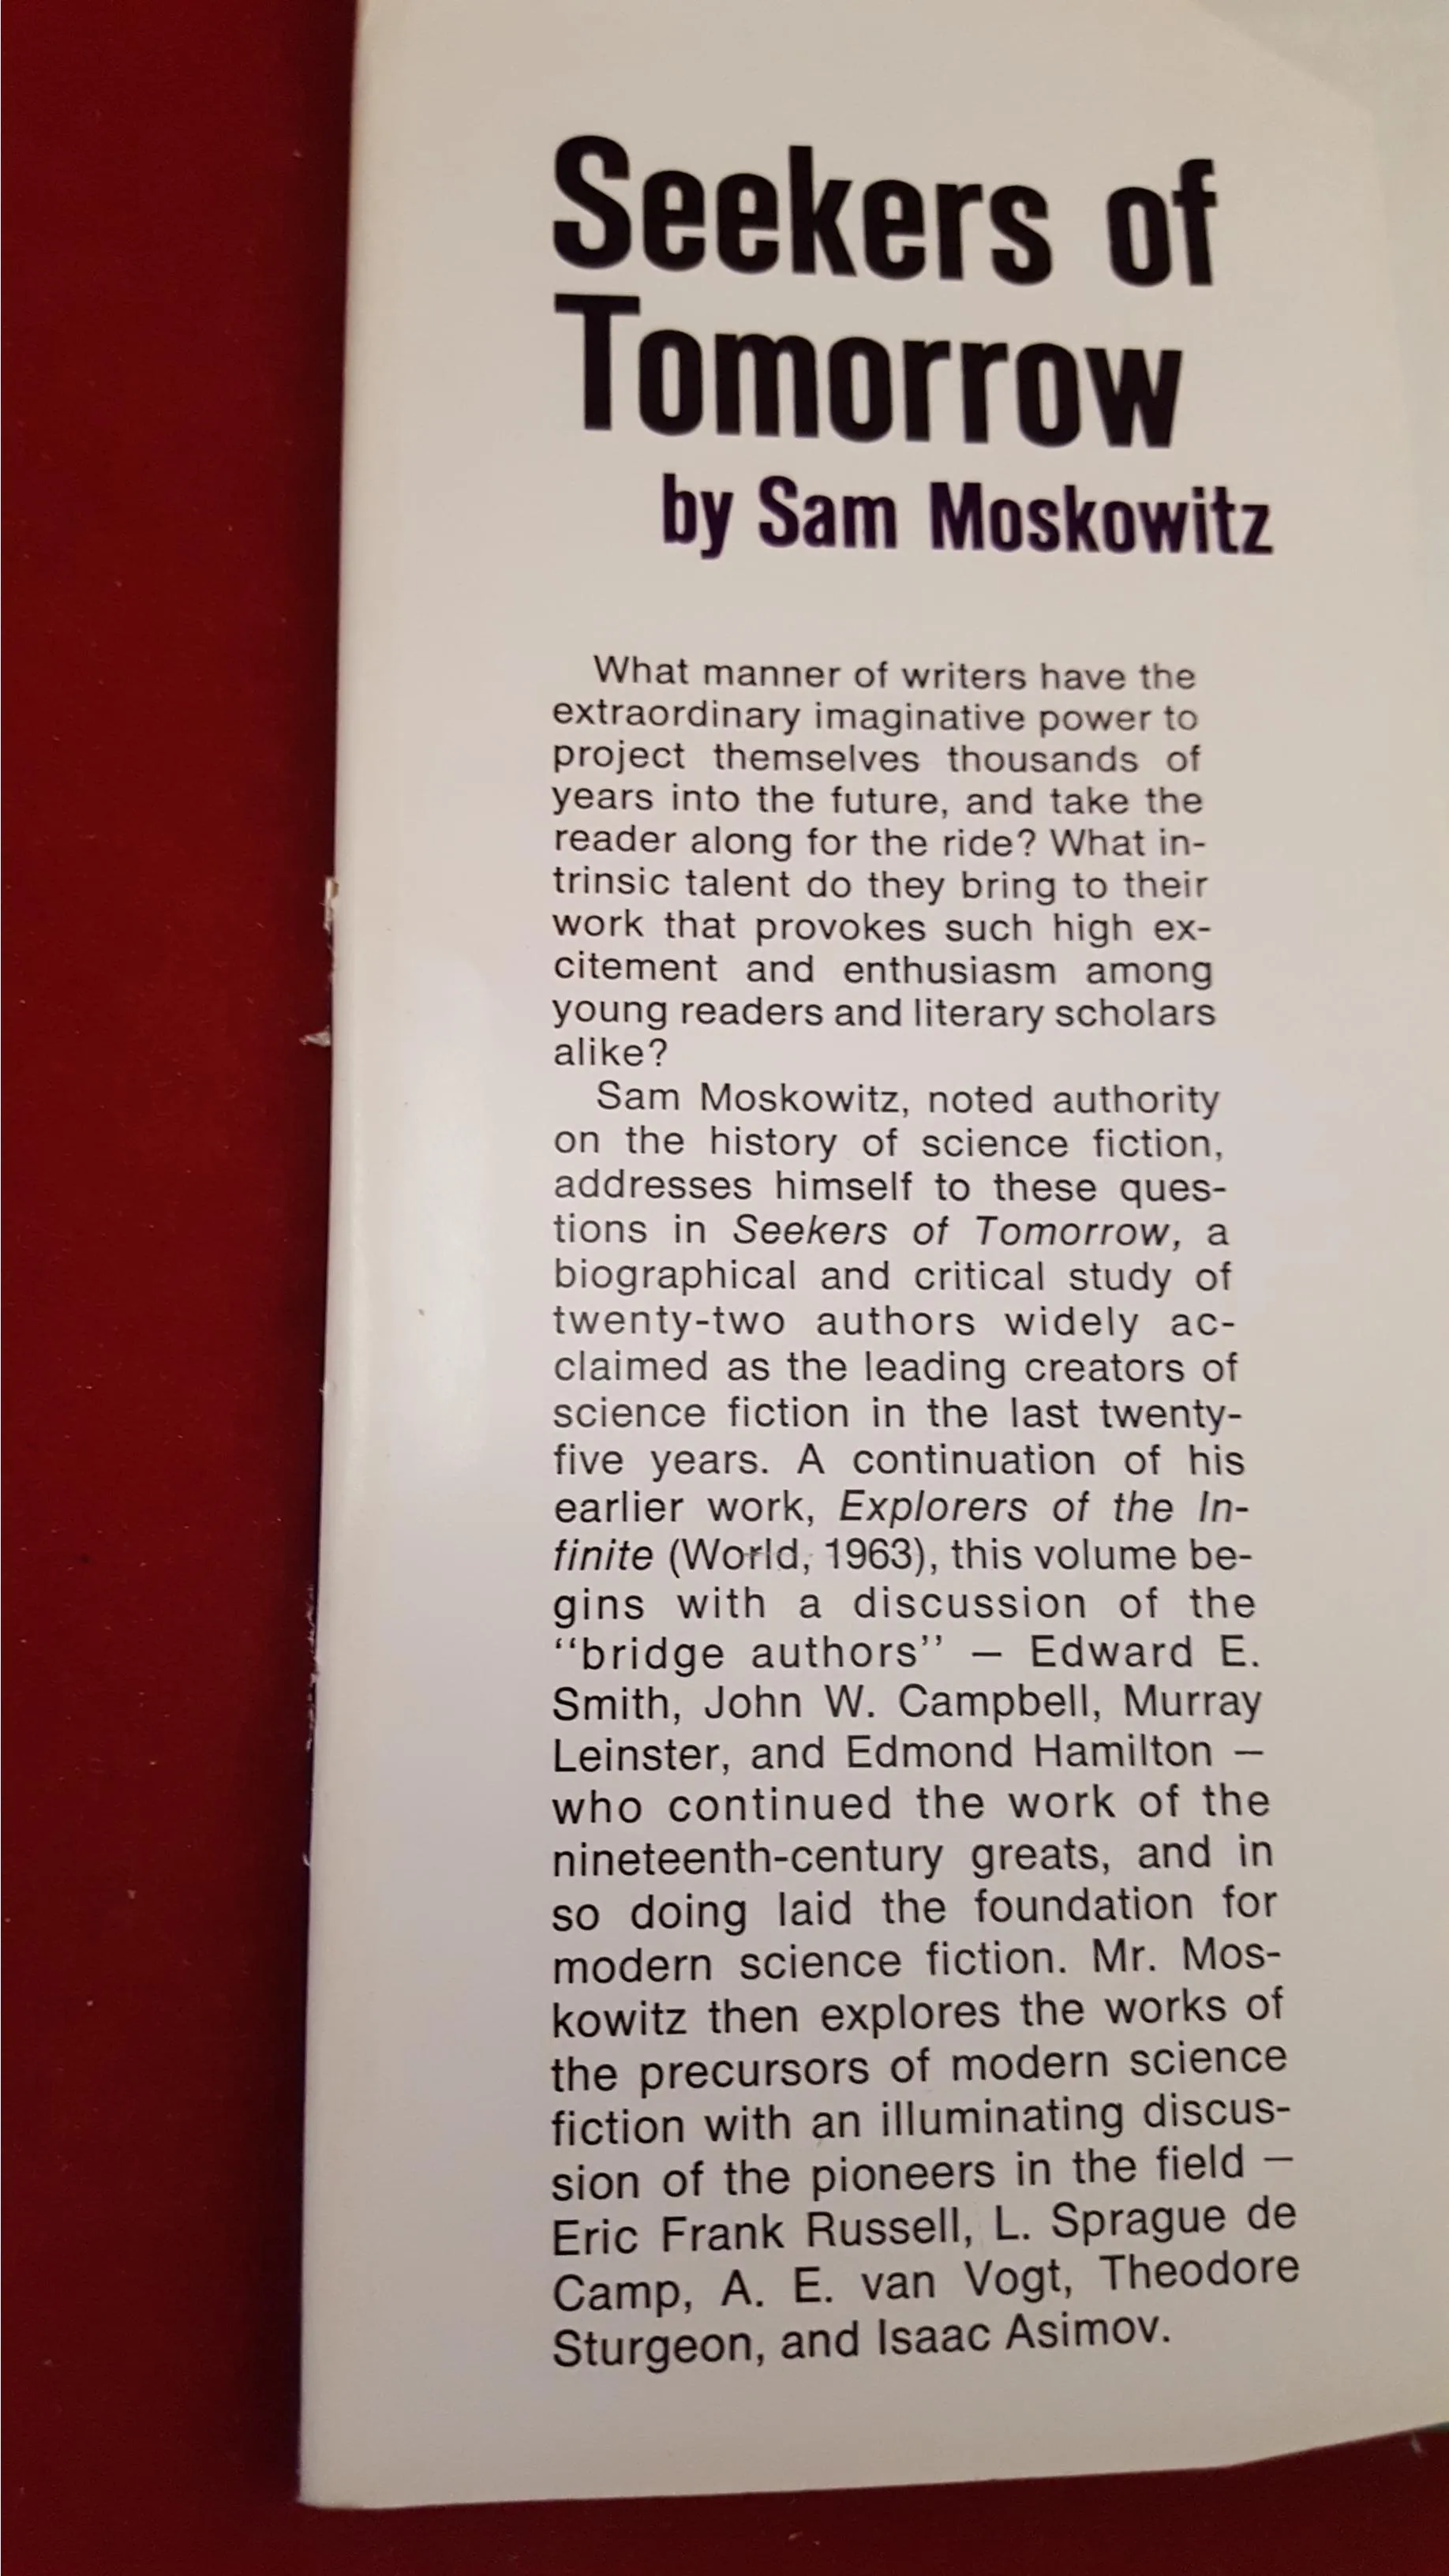 Seekers of
Tomorrow
by Sam Moskowitz
What manner of writers have the
extraordinary imaginative power to
project themselves thousands of
years into the future, and take the
reader along for the ride? What in-
trinsic talent do they bring to their
work that provokes such high ex-
citement and enthusiasm among
young readers and literary scholars
alike?
Sam Moskowitz, noted authority
on the history of science fiction,
addresses himself to these ques-
tions in Seekers of Tomorrow, a
biographical and critical study of
twenty-two authors widely ac-
claimed as the leading creators of
science fiction in the last twenty-
five years. A continuation of his
earlier work, Explorers of the In-
finite (World, 1963), this volume be-
gins with a discussion of the
“bridge authors” — Edward E.
Smith, John W. Campbell, Murray
Leinster, and Edmond Hamilton —
who continued the work of the
nineteenth-century greats, and in
so doing laid the foundation for
modern science fiction. Mr. Mos-
kowitz then explores the works of
the precursors of modern science
fiction with an illuminating discus-
sion of the pioneers in the field —
Eric Frank Russell, L. Sprague de
Camp, A. E. van Vogt, Theodore
Sturgeon, and Isaac Asimov.